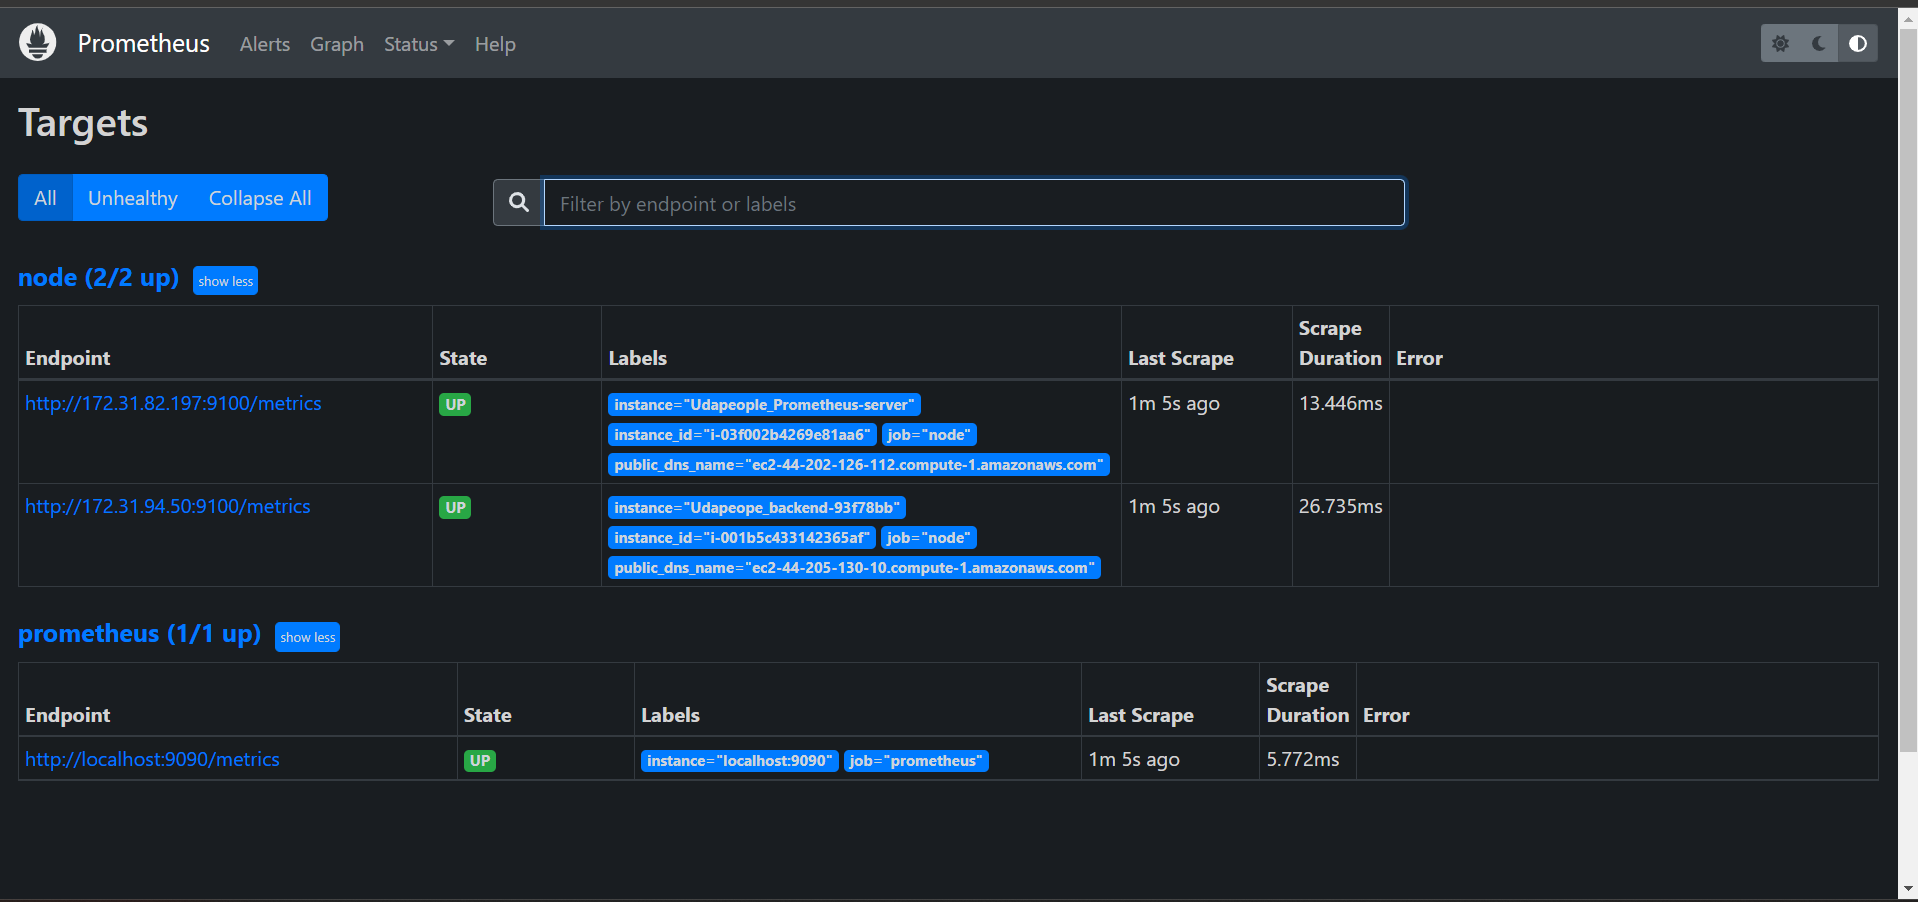 Prometheus Alerts Graph Status Help
Targets
All Unhealthy Collapse All
Filter by endpoint or labels
node (2/2 up) show less
Endpoint State Labels Last Scrape Scrape Duration Error
http://172.31.82.197:9100/metrics UP instance="Udapeople_Prometheus-server" 1m 5s ago 13.446ms
instance_id="i-03f002b4269e81aa6" job="node"
public_dns_name="ec2-44-202-126-112.compute-1.amazonaws.com"
http://172.31.94.50:9100/metrics UP instance="Udapeope_backend-93f78bb" 1m 5s ago 26.735ms
instance_id="i-001b5c433142365af" job="node"
public_dns_name="ec2-44-205-130-10.compute-1.amazonaws.com"
prometheus (1/1 up) show less
Endpoint State Labels Last Scrape Scrape Duration Error
http://localhost:9090/metrics UP instance="localhost:9090" job="prometheus" 1m 5s ago 5.772ms